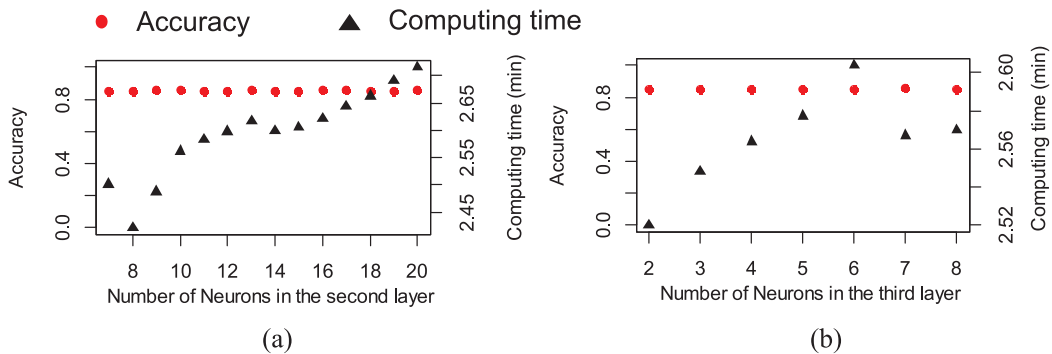 Accuracy Computing time
Accuracy
0.0 0.4 0.8
8 10 12 14 16 18 20
Number of Neurons in the second layer
2.45 2.55 2.65
Computing time (min)
(a)
Accuracy
0.0 0.4 0.8
2 3 4 5 6 7 8
Number of Neurons in the third layer
2.52 2.56 2.60
Computing time (min)
(b)